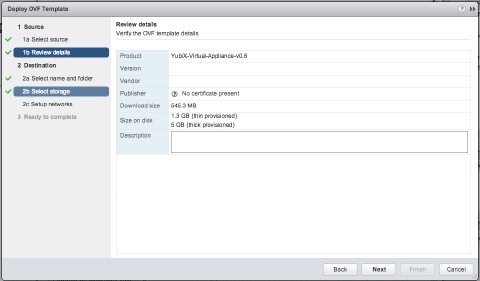 Deploy OVF Template
?
1 Source
1a Select source
1b Review details
2 Destination
2a Select name and folder
2b Select storage
2c Setup networks
3 Ready to complete
Review details
Verify the OVF template details
Product YubiX-Virtual-Appliance-v0.6
Version
Vendor
Publisher ? No certificate present
Download size 545.3 MB
Size on disk 1.3 GB (thin provisioned)
5 GB (thick provisioned)
Description
Back Next Finish Cancel